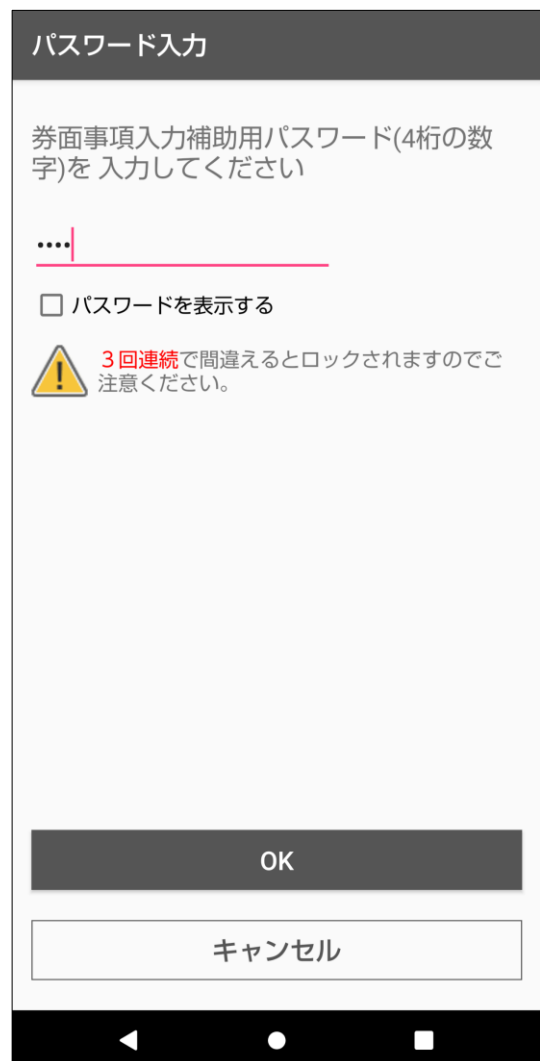 パスワード入力
券面事項入力補助用パスワード(4桁の数
字)を 入力してください
••••
パスワードを表示する
３回連続で間違えるとロックされますのでご
注意ください。
OK
キャンセル